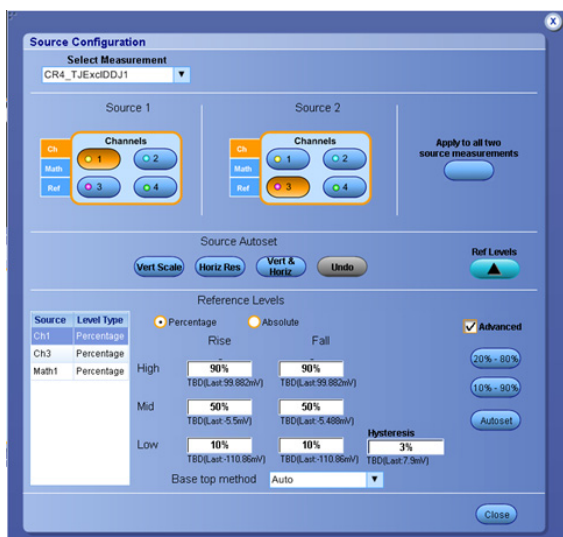 x
Source Configuration
Select Measurement
CR4_TJExclDDJ1
Source 1
Source 2
Ch
Math
Ref
Channels
1
2
3
4
Ch
Math
Ref
Channels
1
2
3
4
Apply to all two
source measurements
Source Autoset
Vert Scale
Horiz Res
Vert &
Horiz
Undo
Ref Levels
Reference Levels
Source Level Type
Ch1 Percentage
Ch3 Percentage
Math1 Percentage
Percentage
Absolute
Rise
Fall
High
90%
90%
TBD(Last:99.882mV)
TBD(Last:99.882mV)
Mid
50%
50%
TBD(Last:-5.5mV)
TBD(Last:-5.488mV)
Low
10%
10%
TBD(Last:-110.86mV)
TBD(Last:-110.86mV)
Hysteresis
3%
TBD(Last:7.9mV)
Base top method
Auto
Advanced
20% - 80%
10% - 90%
Autoset
Close